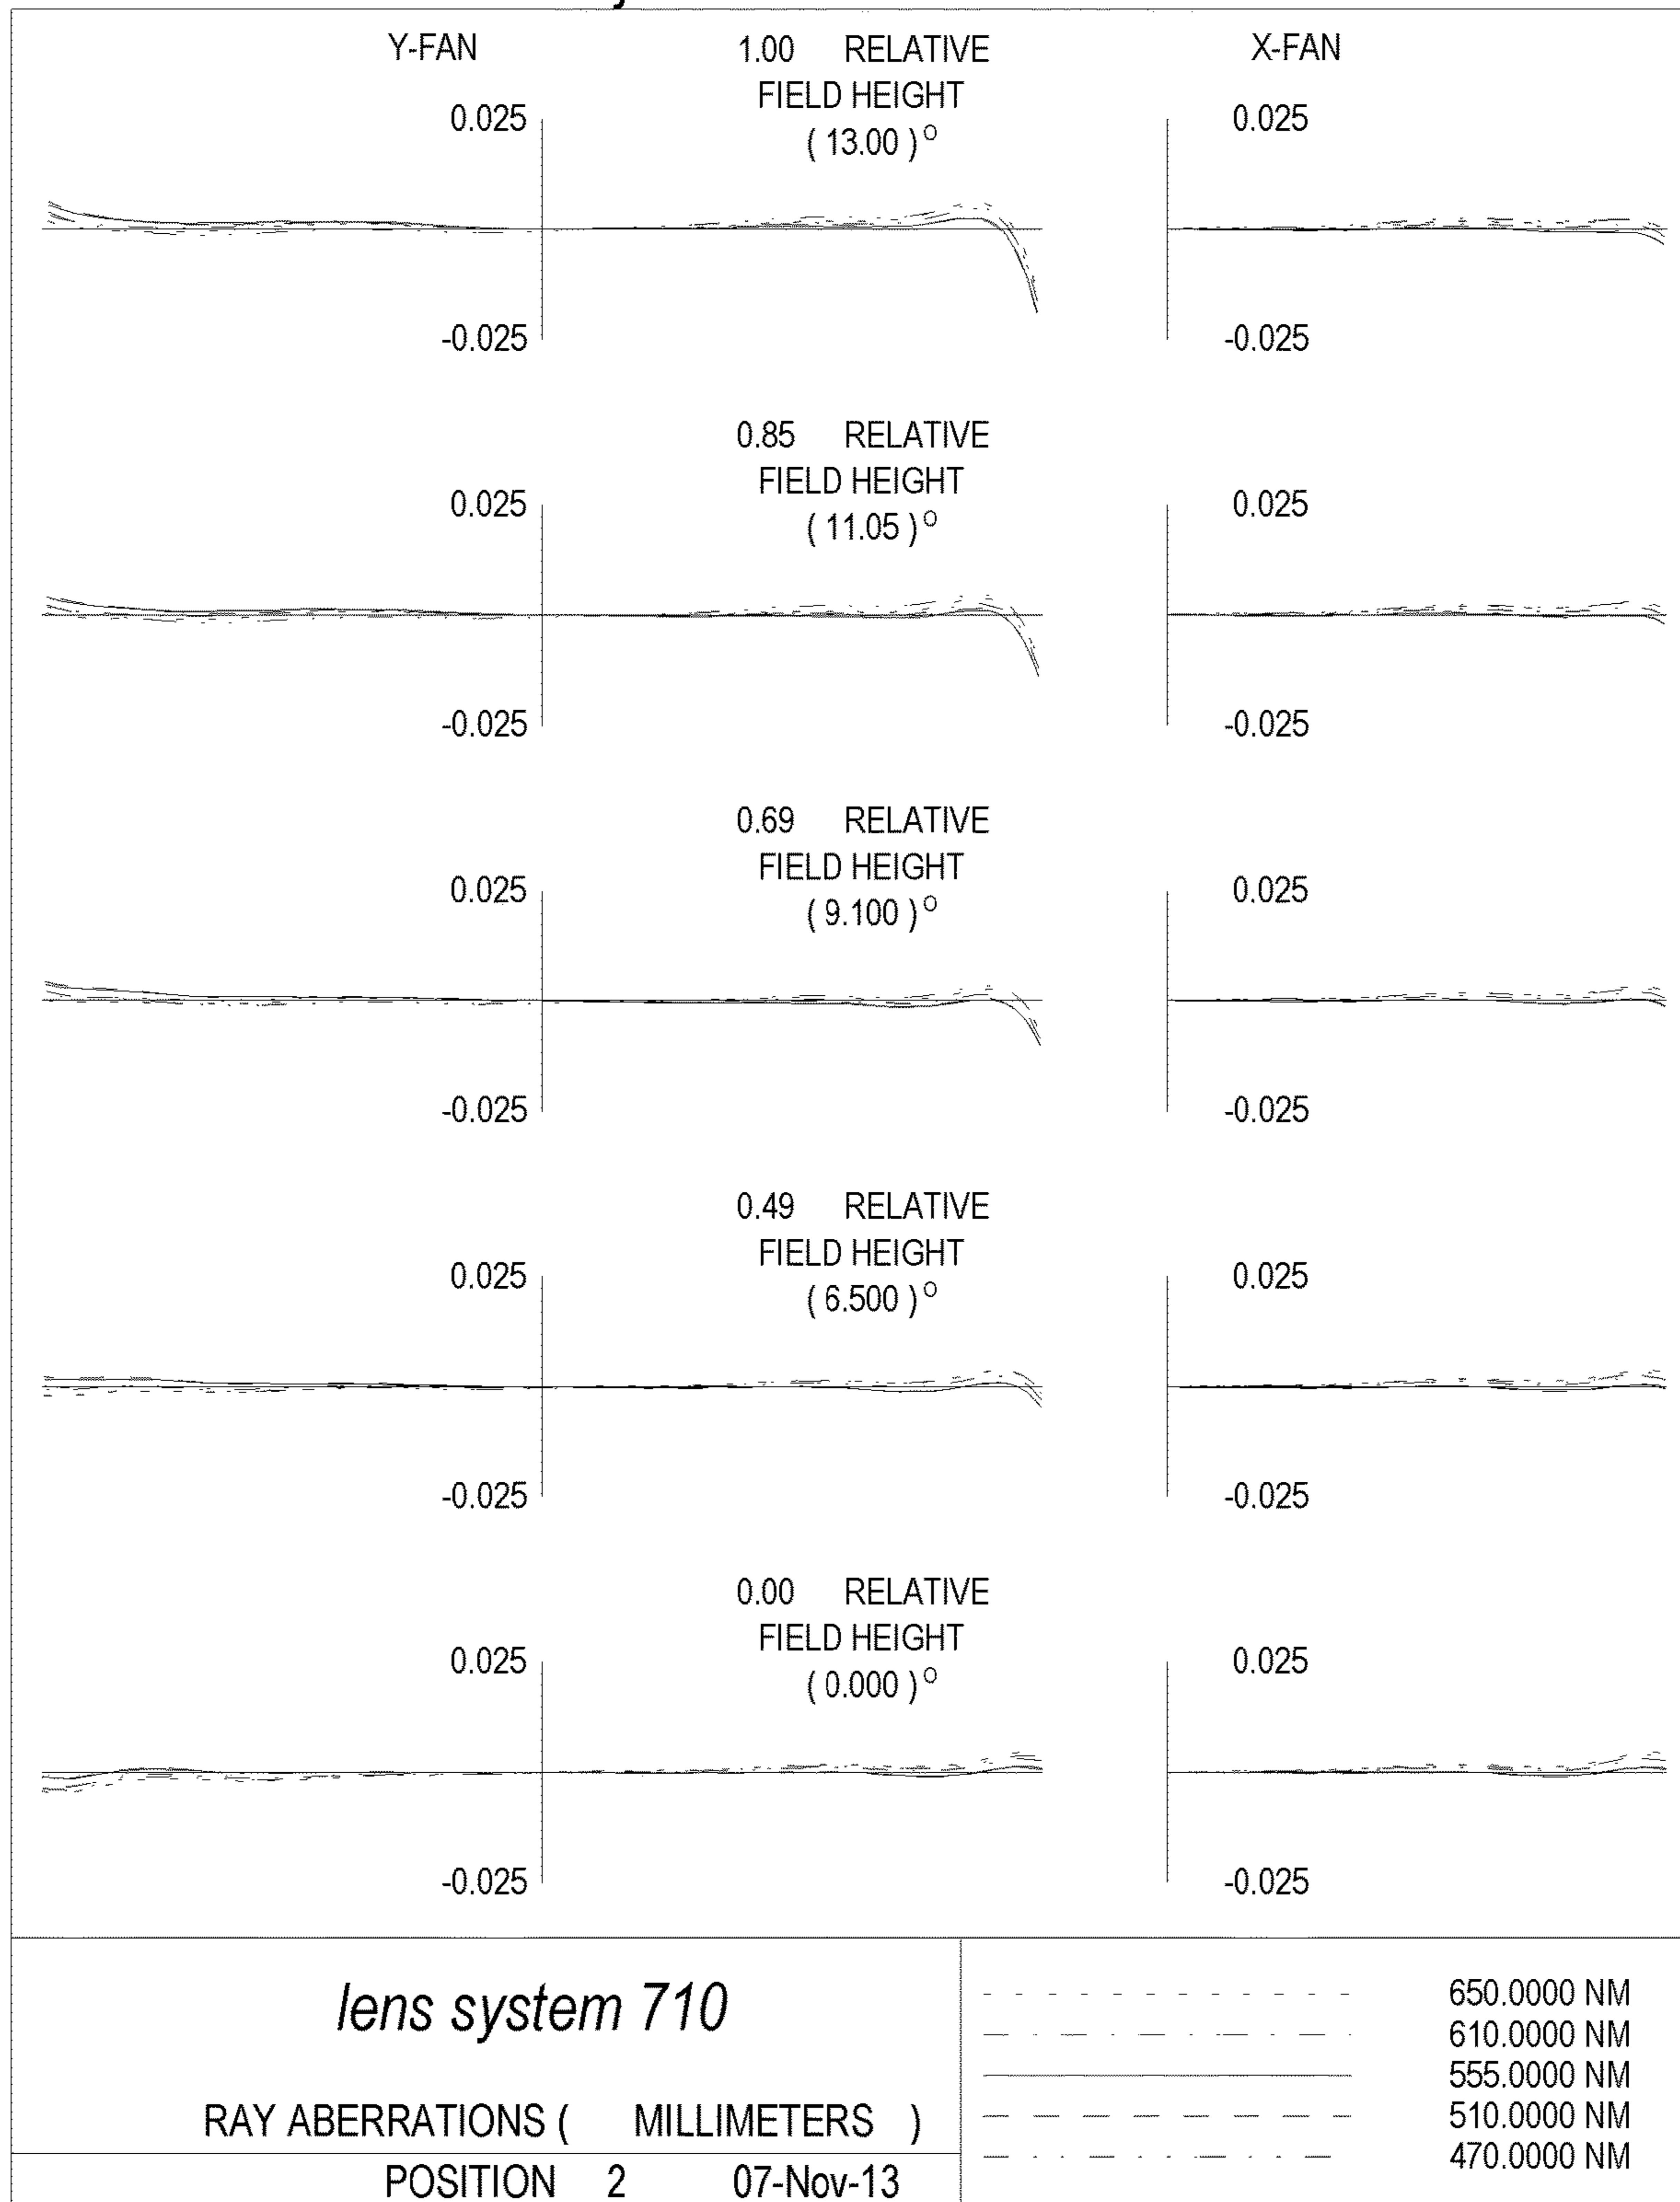 Y-FAN 1.00 RELATIVE X-FAN
FIELD HEIGHT
0.025 ( 13.00 )° 0.025
-0.025 -0.025
0.85 RELATIVE
FIELD HEIGHT
0.025 ( 11.05 )° 0.025
-0.025 -0.025
0.69 RELATIVE
FIELD HEIGHT
0.025 ( 9.100 )° 0.025
-0.025 -0.025
0.49 RELATIVE
FIELD HEIGHT
0.025 ( 6.500 )° 0.025
-0.025 -0.025
0.00 RELATIVE
FIELD HEIGHT
0.025 ( 0.000 )° 0.025
-0.025 -0.025
lens system 710
RAY ABERRATIONS ( MILLIMETERS )
POSITION 2 07-Nov-13
650.0000 NM
610.0000 NM
555.0000 NM
510.0000 NM
470.0000 NM